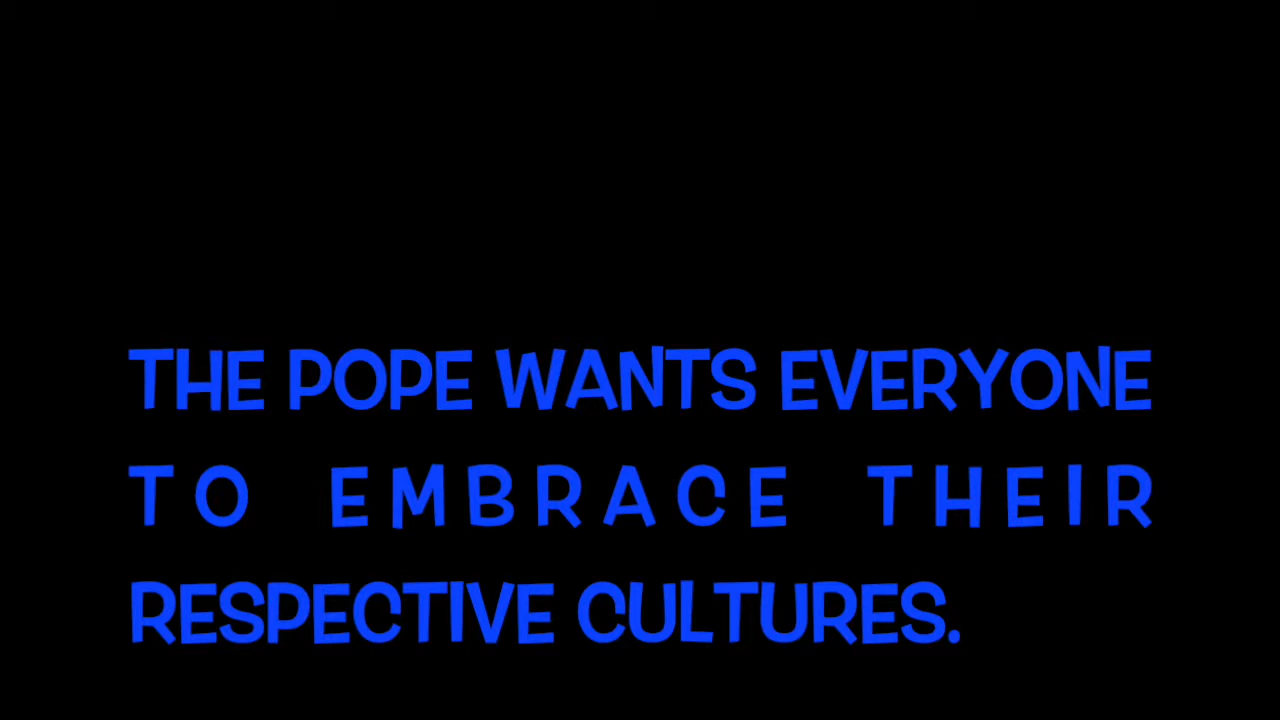 THE POPE WANTS EVERYONE
TO EMBRACE THEIR
RESPECTIVE CULTURES.